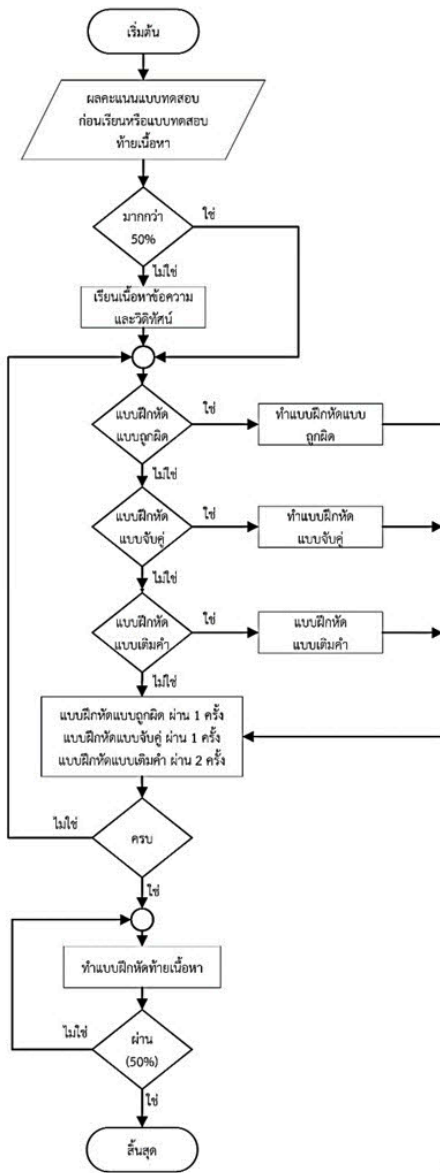 เริ่มต้น
ผลคะแนนแบบทดสอบ
ก่อนเรียนหรือแบบทดสอบ
ท้ายเนื้อหา
มากกว่า
50%
ใช่
ไม่ใช่
เรียนเนื้อหาข้อความ
และวิดิทัศน์
แบบฝึกหัด
แบบถูกผิด
ใช่
ทำแบบฝึกหัดแบบ
ถูกผิด
ไม่ใช่
แบบฝึกหัด
แบบจับคู่
ใช่
ทำแบบฝึกหัด
แบบจับคู่
ไม่ใช่
แบบฝึกหัด
แบบเติมคำ
ใช่
แบบฝึกหัด
แบบเติมคำ
ไม่ใช่
แบบฝึกหัดแบบถูกผิด ผ่าน 1 ครั้ง
แบบฝึกหัดแบบจับคู่ ผ่าน 1 ครั้ง
แบบฝึกหัดแบบเติมคำ ผ่าน 2 ครั้ง
ไม่ใช่
ครบ
ใช่
ทำแบบฝึกหัดท้ายเนื้อหา
ไม่ใช่
ผ่าน
(50%)
ใช่
สิ้นสุด